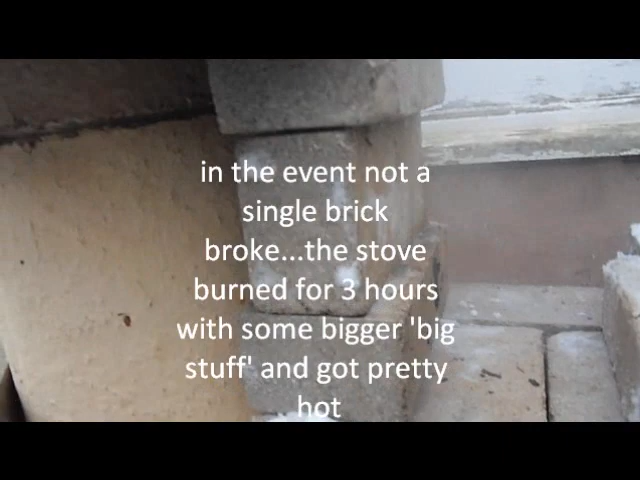 in the event not a
single brick
broke...the stove
burned for 3 hours
with some bigger 'big
stuff' and got pretty
hot